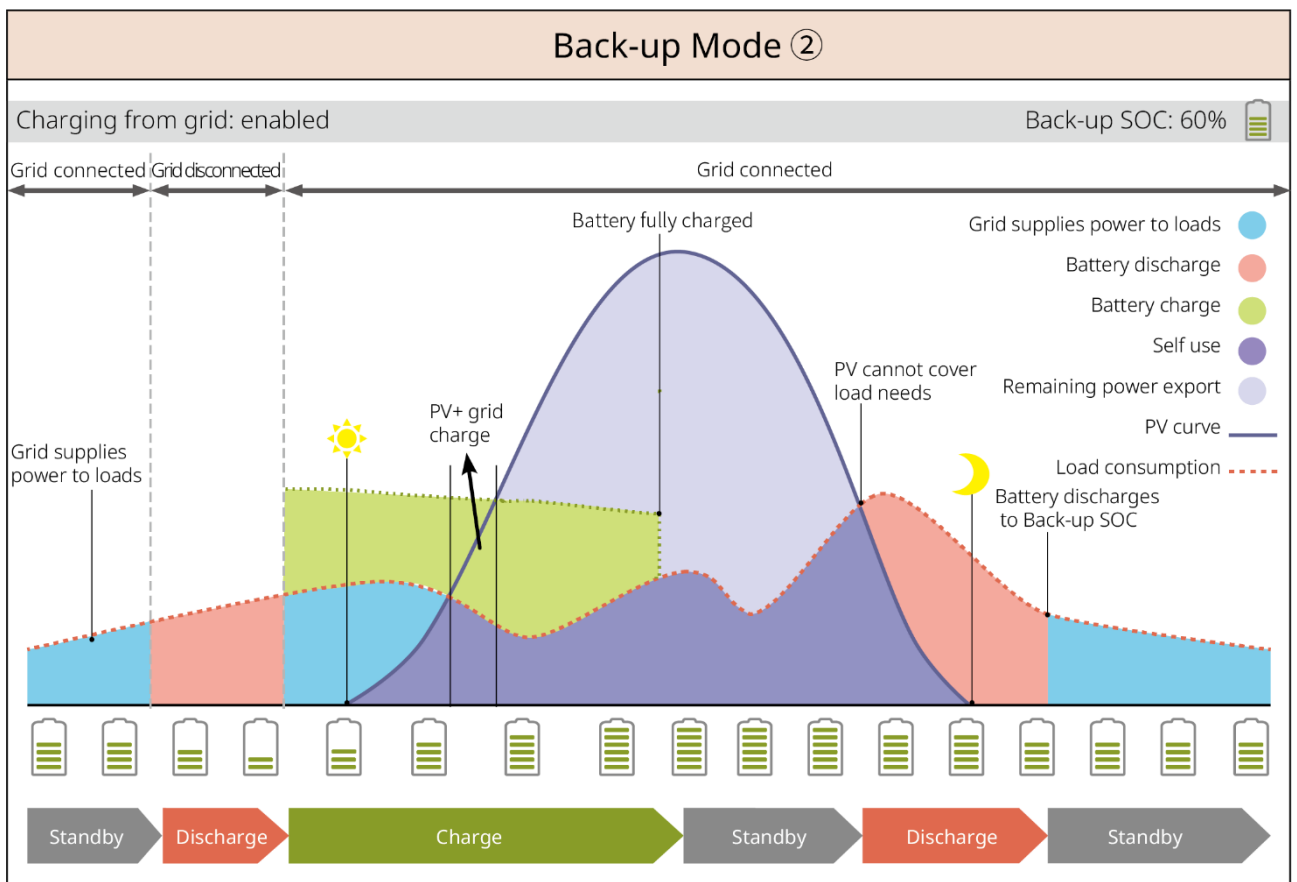 Back-up Mode ②
Charging from grid: enabled
Back-up SOC: 60%
Grid connected
Grid disconnected
Grid connected
Battery fully charged
Grid supplies power to loads
Battery discharge
Battery charge
Self use
Remaining power export
PV curve
Load consumption
PV cannot cover
load needs
PV+ grid
charge
Grid supplies
power to loads
Battery discharges
to Back-up SOC
Standby
Discharge
Charge
Standby
Discharge
Standby